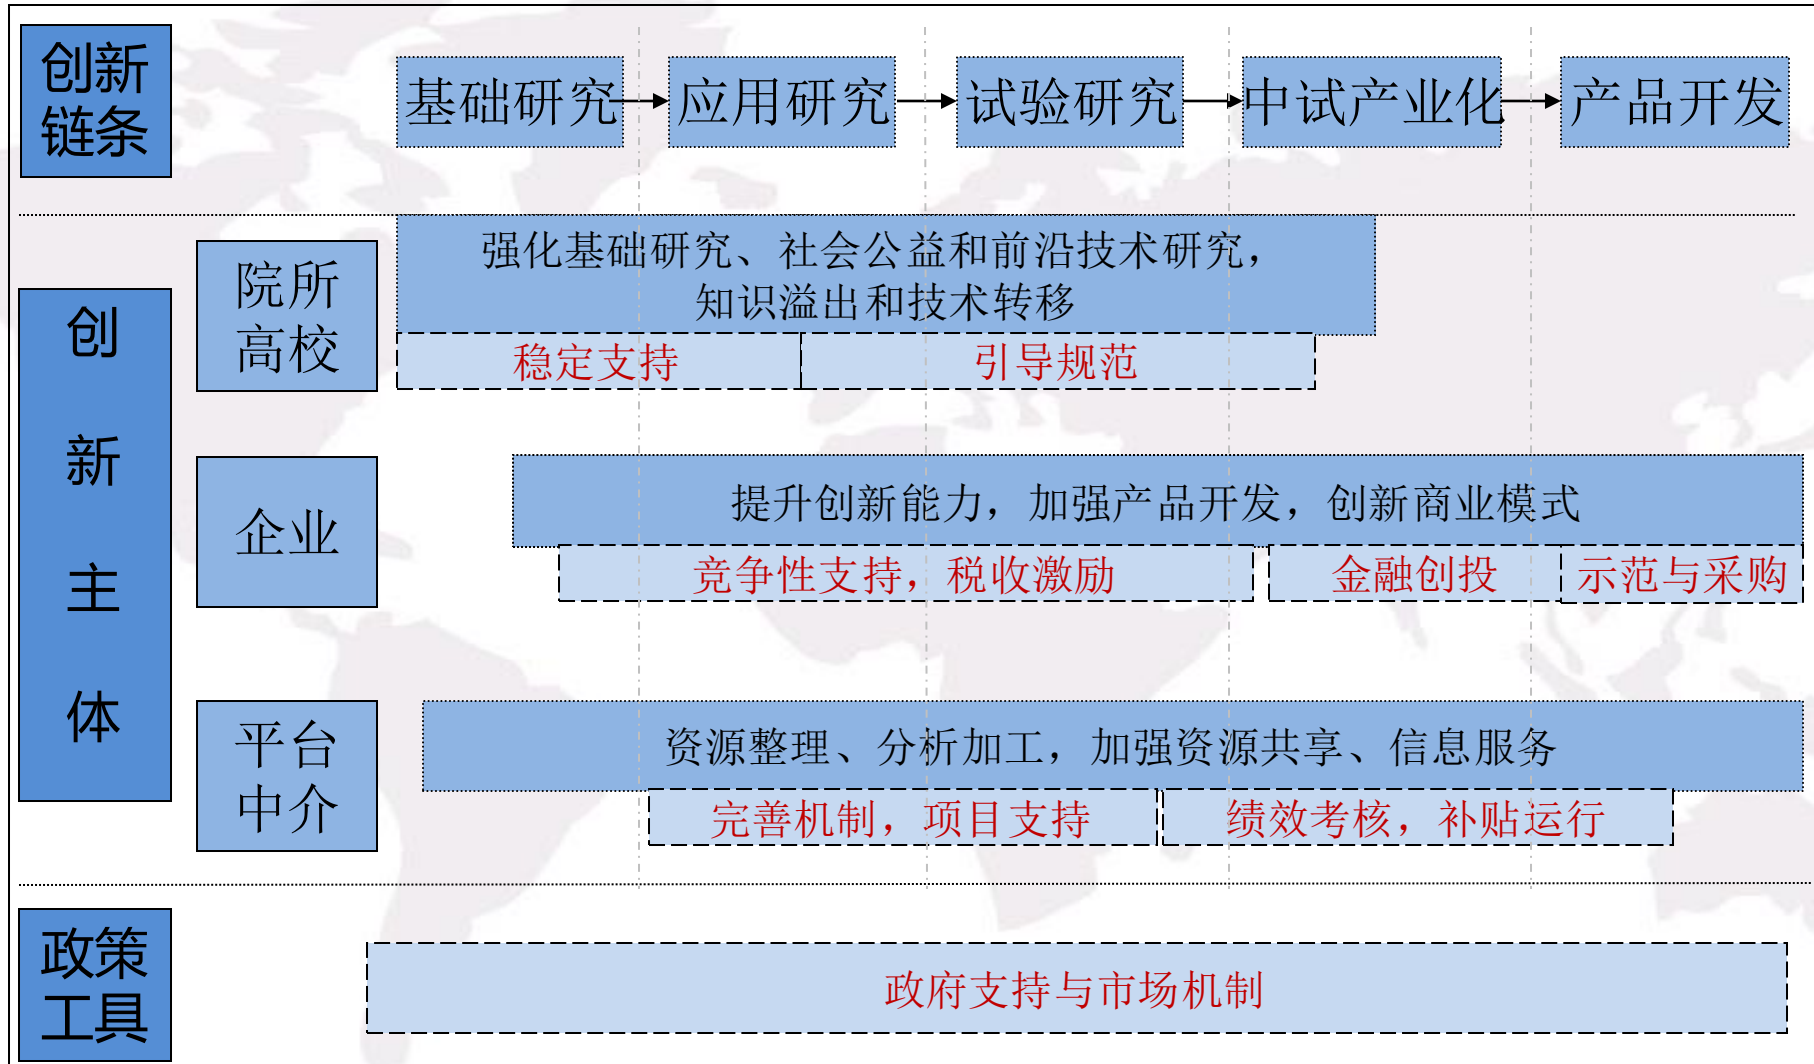 创新
链条
基础研究
应用研究
试验研究
中试产业化
产品开发
创
新
主
体
院所
高校
强化基础研究、社会公益和前沿技术研究，
知识溢出和技术转移
稳定支持
引导规范
企业
提升创新能力，加强产品开发，创新商业模式
竞争性支持，税收激励
金融创投
示范与采购
平台
中介
资源整理、分析加工，加强资源共享、信息服务
完善机制，项目支持
绩效考核，补贴运行
政策
工具
政府支持与市场机制